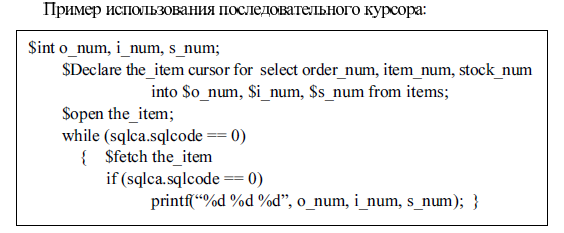 Пример использования последовательного курсора:
$int o_num, i_num, s_num;
$Declare the_item cursor for select order_num, item_num, stock_num
into $o_num, $i_num, $s_num from items;
$open the_item;
while (sqlca.sqlcode == 0)
{ $fetch the_item
if (sqlca.sqlcode == 0)
printf(“%d %d %d”, o_num, i_num, s_num); }